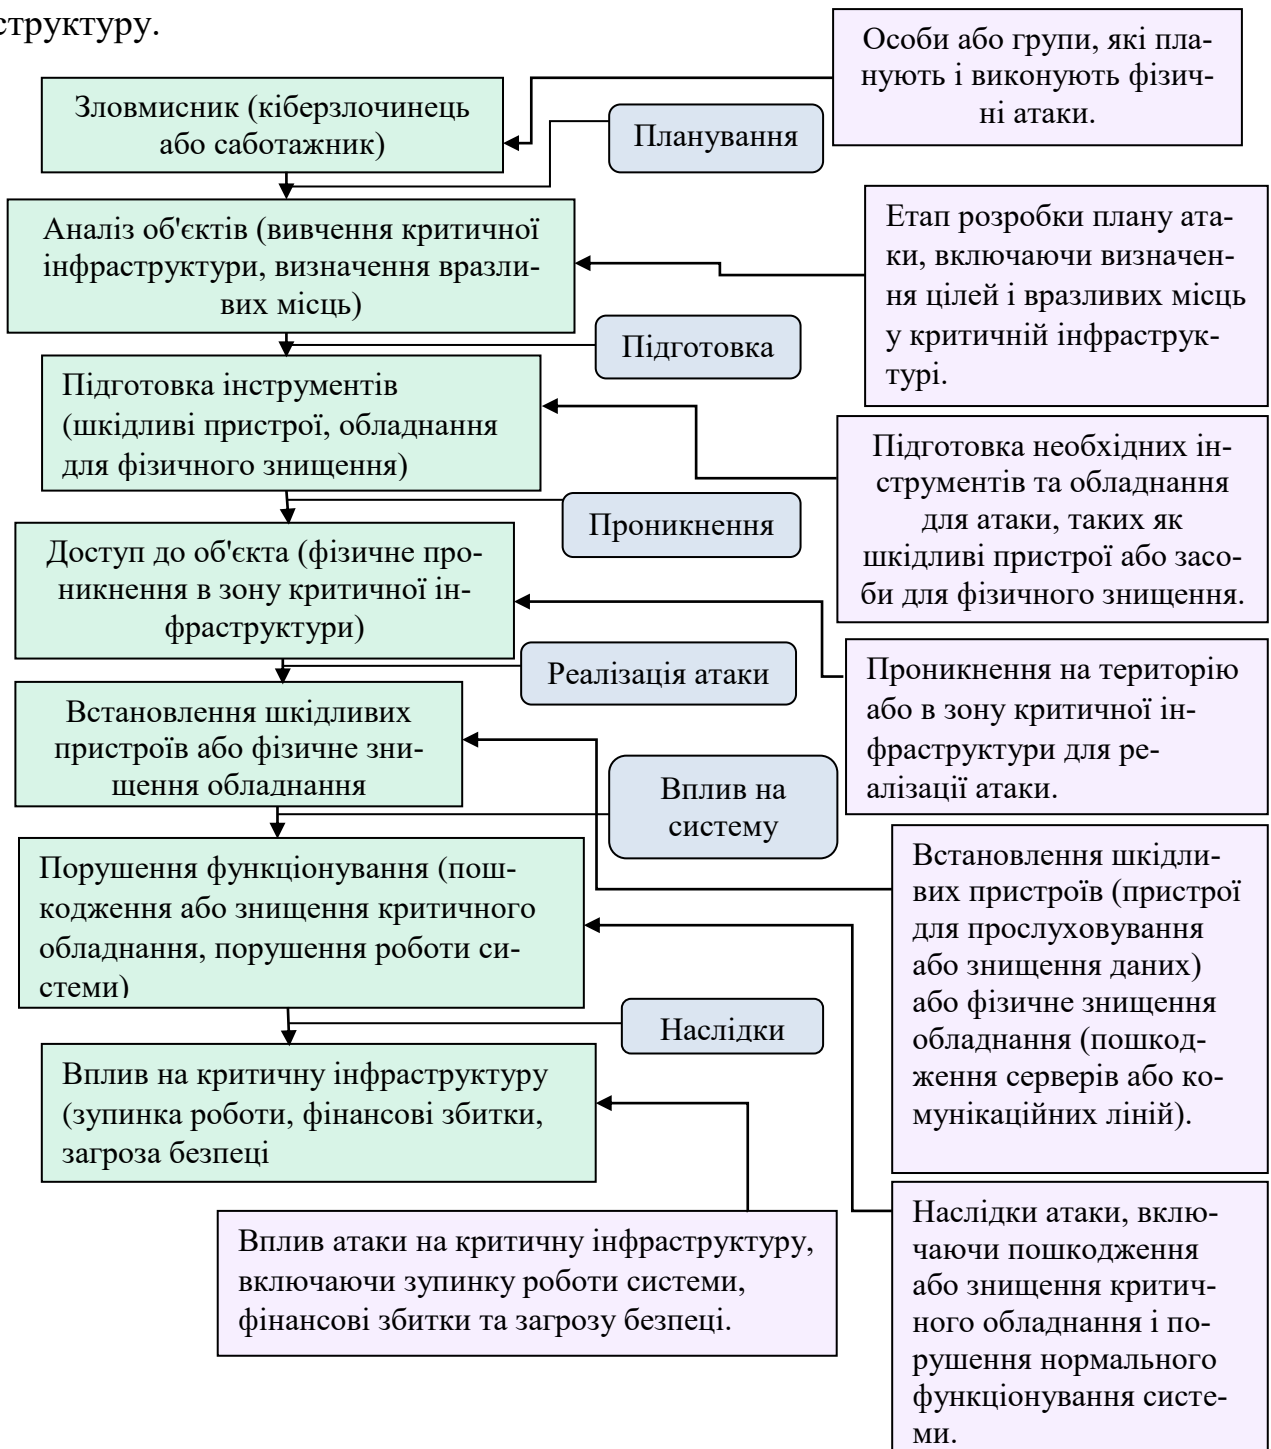 структуру.
Особи або групи, які пла-
нують і виконують фізич-
ні атаки.
Зловмисник (кіберзлочинець
або саботажник)
Планування
Аналіз об'єктів (вивчення критичної
інфраструктури, визначення врази-
вих місць)
Етап розробки плану ата-
ки, включаючи визначен-
ня цілей і вразливих місць
у критичній інфраструк-
турі.
Підготовка
Підготовка інструментів
(шкідливі пристрої, обладнання
для фізичного знищення)
Підготовка необхідних ін-
струментів та обладнання
для атаки, таких як
шкідливі пристрої або засо-
би для фізичного знищення.
Проникнення
Доступ до об'єкта (фізичне про-
никнення в зону критичної ін-
фраструктури)
Проникнення на територію
або в зону критичної ін-
фраструктури для ре-
алізації атаки.
Реалізація атаки
Встановлення шкідливих
пристроїв або фізичне зни-
щення обладнання
Вплив на
систему
Встановлення шкідли-
вих пристроїв (пристрої
для прослуховування
або знищення даних)
або фізичне знищення
обладнання (пошкод-
ження серверів або ко-
мунікаційних ліній).
Порушення функціонування (пош-
кодження або знищення критичного
обладнання, порушення роботи си-
стеми)
Наслідки
Вплив на критичну інфраструктуру
(зупинка роботи, фінансові збитки,
загроза безпеці
Наслідки атаки, вклю-
чаючи пошкодження
або знищення критич-
ного обладнання і по-
рушення нормального
функціонування систе-
ми.
Вплив атаки на критичну інфраструктуру,
включаючи зупинку роботи системи,
фінансові збитки та загрозу безпеці.